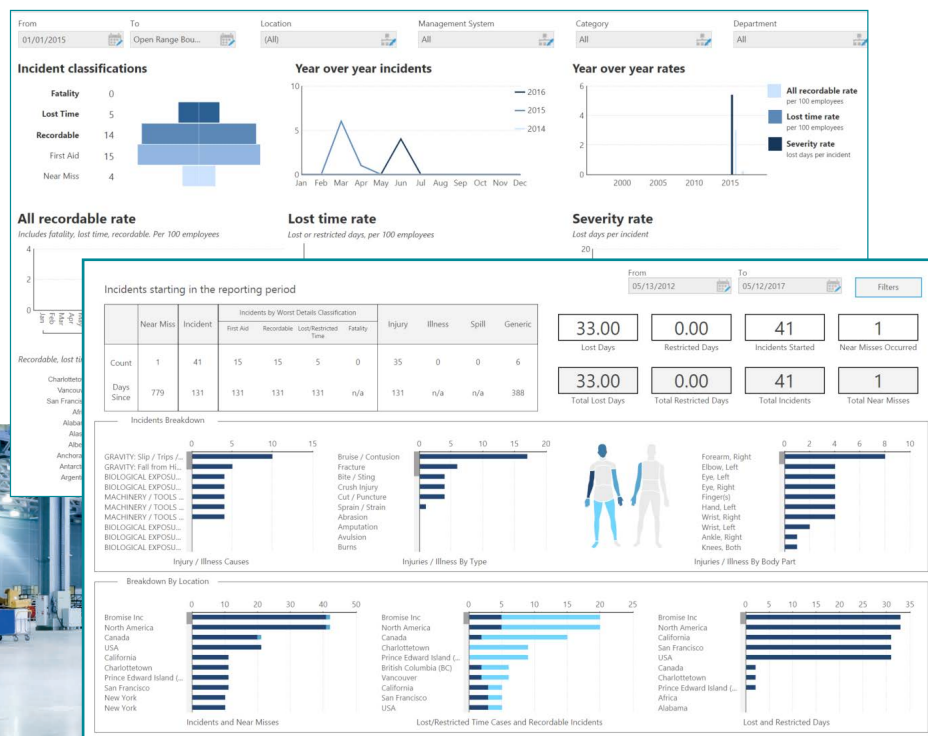 From
To
Location
Management System
Category
Department
01/01/2015
Open Range Bou...
(All)
All
All
All
Incident classifications
Fatality 0
Lost Time 5
Recordable 14
First Aid 15
Near Miss 4
Year over year incidents
10
5
0
2016
2015
2014
Jan Feb Mar Apr May Jun Jul Aug Sep Oct Nov Dec
Year over year rates
6
4
2
0
2000 2005 2010 2015
All recordable rate
per 100 employees
Lost time rate
per 100 employees
Severity rate
lost days per incident
All recordable rate
Includes fatality, lost time, recordable. Per 100 employees
4
2
0
Jan
Feb
Mar
Apr
Lost time rate
Lost or restricted days, per 100 employees
Severity rate
Lost days per incident
20
Recordable, lost
Charlotteto
Vancou
San Franci
Afr
Alaba
Alas
Albe
Anchora
Antarct
Argent
Incidents starting in the reporting period
From
05/13/2012
To
05/12/2017
Filters
Near Miss Incident Incidents by Worst Details Classification Injury Illness Spill Generic
First Aid Recordable Lost/Restricted Time Fatality
Count 1 41 15 15 5 0 35 0 0 6
Days Since 779 131 131 131 131 n/a 131 n/a n/a 388
33.00 0.00 41 1
Lost Days Restricted Days Incidents Started Near Misses Occurred
33.00 0.00 41 1
Total Lost Days Total Restricted Days Total Incidents Total Near Misses
Incidents Breakdown
0 5 10 15
GRAVITY: Slip / Trips /...
GRAVITY: Fall from Hi...
BIOLOGICAL EXPOSU...
BIOLOGICAL EXPOSU...
MACHINERY / TOOLS ...
MACHINERY / TOOLS ...
MACHINERY / TOOLS ...
BIOLOGICAL EXPOSU...
BIOLOGICAL EXPOSU...
BIOLOGICAL EXPOSU...
Injury / Illness Causes
0 5 10 15 20
Bruise / Contusion
Fracture
Bite / Sting
Crush Injury
Cut / Puncture
Sprain / Strain
Abrasion
Amputation
Avulsion
Burns
Injuries / Illness By Type
0 2 4 6 8 10
Forearm, Right
Elbow, Left
Eye, Left
Eye, Right
Finger(s)
Hand, Left
Wrist, Right
Wrist, Left
Ankle, Right
Knees, Both
Injuries / Illness By Body Part
Breakdown By Location
0 10 20 30 40 50
Bromise Inc
North America
Canada
USA
California
Charlottetown
Prince Edward Island (...
San Francisco
New York
New York
Incidents and Near Misses
0 5 10 15 20 25
Bromise Inc
North America
Canada
Charlottetown
Prince Edward Island (...
British Columbia (BC)
Vancouver
California
San Francisco
USA
Lost/Restricted Time Cases and Recordable Incidents
0 5 10 15 20 25 30 35
Bromise Inc
North America
California
San Francisco
USA
Canada
Charlottetown
Prince Edward Island (...
Africa
Alabama
Lost and Restricted Days